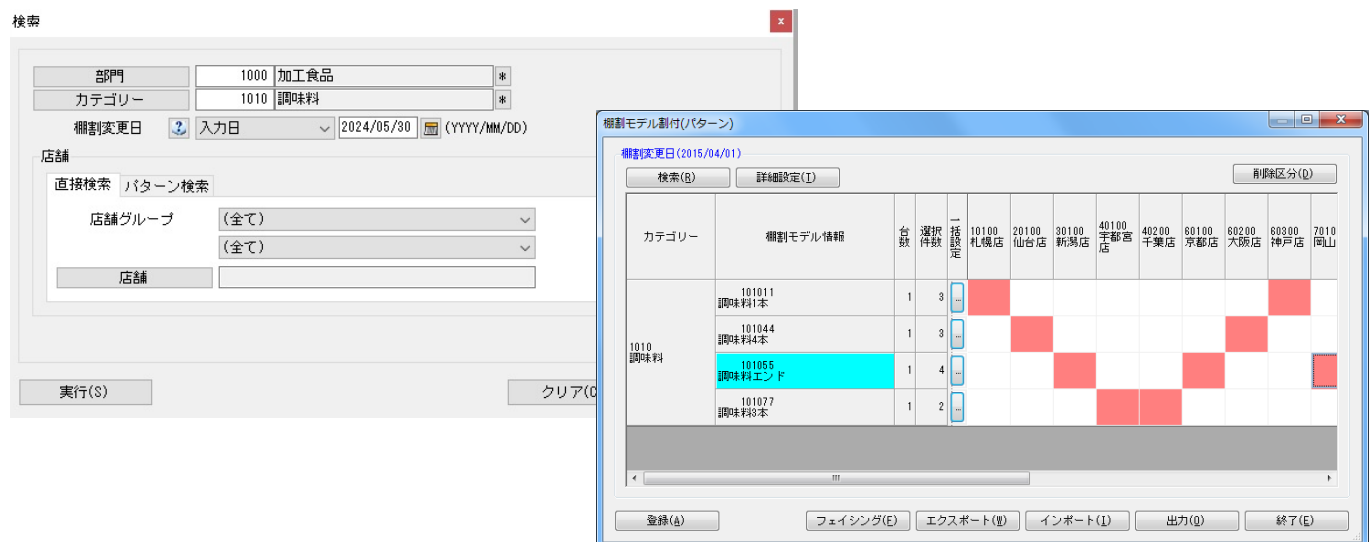 検索
x
部門 1000 加工食品 *
カテゴリー 1010 調味料 *
棚割変更日 ? 入力日 2024/05/30 (YYYY/MM/DD)
店舗
直接検索 パターン検索
店舗グループ (全て)
(全て)
店舗
実行(S) クリア(C
棚割モデル割付(パターン)
棚割変更日(2015/04/01)
検索(R) 詳細設定(I) 削除区分(D)
カテゴリー 棚割モデル情報 台数 選択件数 一括設定 10100 札幌店 20100 仙台店 30100 新潟店 40100 宇都宮店 40200 千葉店 60100 京都店 60200 大阪店 60300 神戸店 7010 岡山
1010
調味料
101011
調味料1本 1 3 ...
101044
調味料4本 1 3 ...
101055
調味料エンド 1 4 ...
101077
調味料3本 1 2 ...
登録(A) フェイシング(F) エクスポート(W) インポート(I) 出力(O) 終了(E)